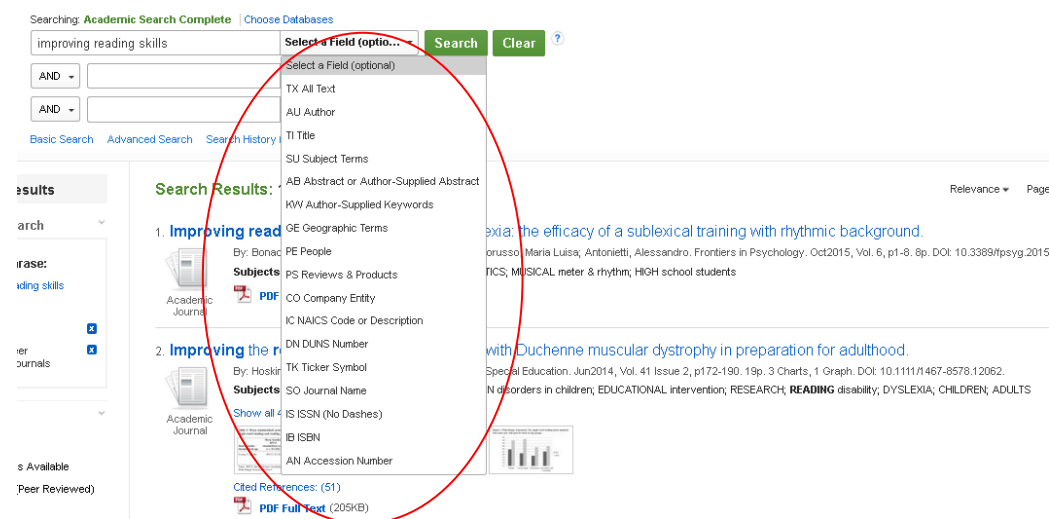 Searching: Academic Search Complete | Choose Databases
improving reading skills Select a Field (optio... Search Clear ?
Select a Field (optional)
AND
TX All Text
AU Author
AND
TI Title
Basic Search Advanced Search Search History
SU Subject Terms
AB Abstract or Author-Supplied Abstract
esults Search Results: Relevance Page
KW Author-Supplied Keywords
arch
GE Geographic Terms
1. Improving read exia: the efficacy of a sublexical training with rhythmic background.
PE People
By: Bonac orusso, Maria Luisa; Antonietti, Alessandro. Frontiers in Psychology. Oct2015, Vol. 6, p1-8. 8p. DOI: 10.3389/fpsyg.2015
rase:
PS Reviews & Products
Subjects TICS; MUSICAL meter & rhythm; HIGH school students
ading skills
PDF
CO Company Entity
Academic
Journal
IC NAICS Code or Description
DN DUNS Number
er
ournals
2. Improving the r with Duchenne muscular dystrophy in preparation for adulthood.
TK Ticker Symbol
By: Hoskin Special Education. Jun2014, Vol. 41 Issue 2, p172-190. 19p. 3 Charts, 1 Graph. DOI: 10.1111/1467-8578.12062.
SO Journal Name
Subjects N disorders in children; EDUCATIONAL intervention; RESEARCH; READING disability; DYSLEXIA; CHILDREN; ADULTS
IS ISSN (No Dashes)
Show all 4
Academic
Journal
IB ISBN
AN Accession Number
s Available
Cited References: (51)
(Peer Reviewed)
PDF Full Text (205KB)